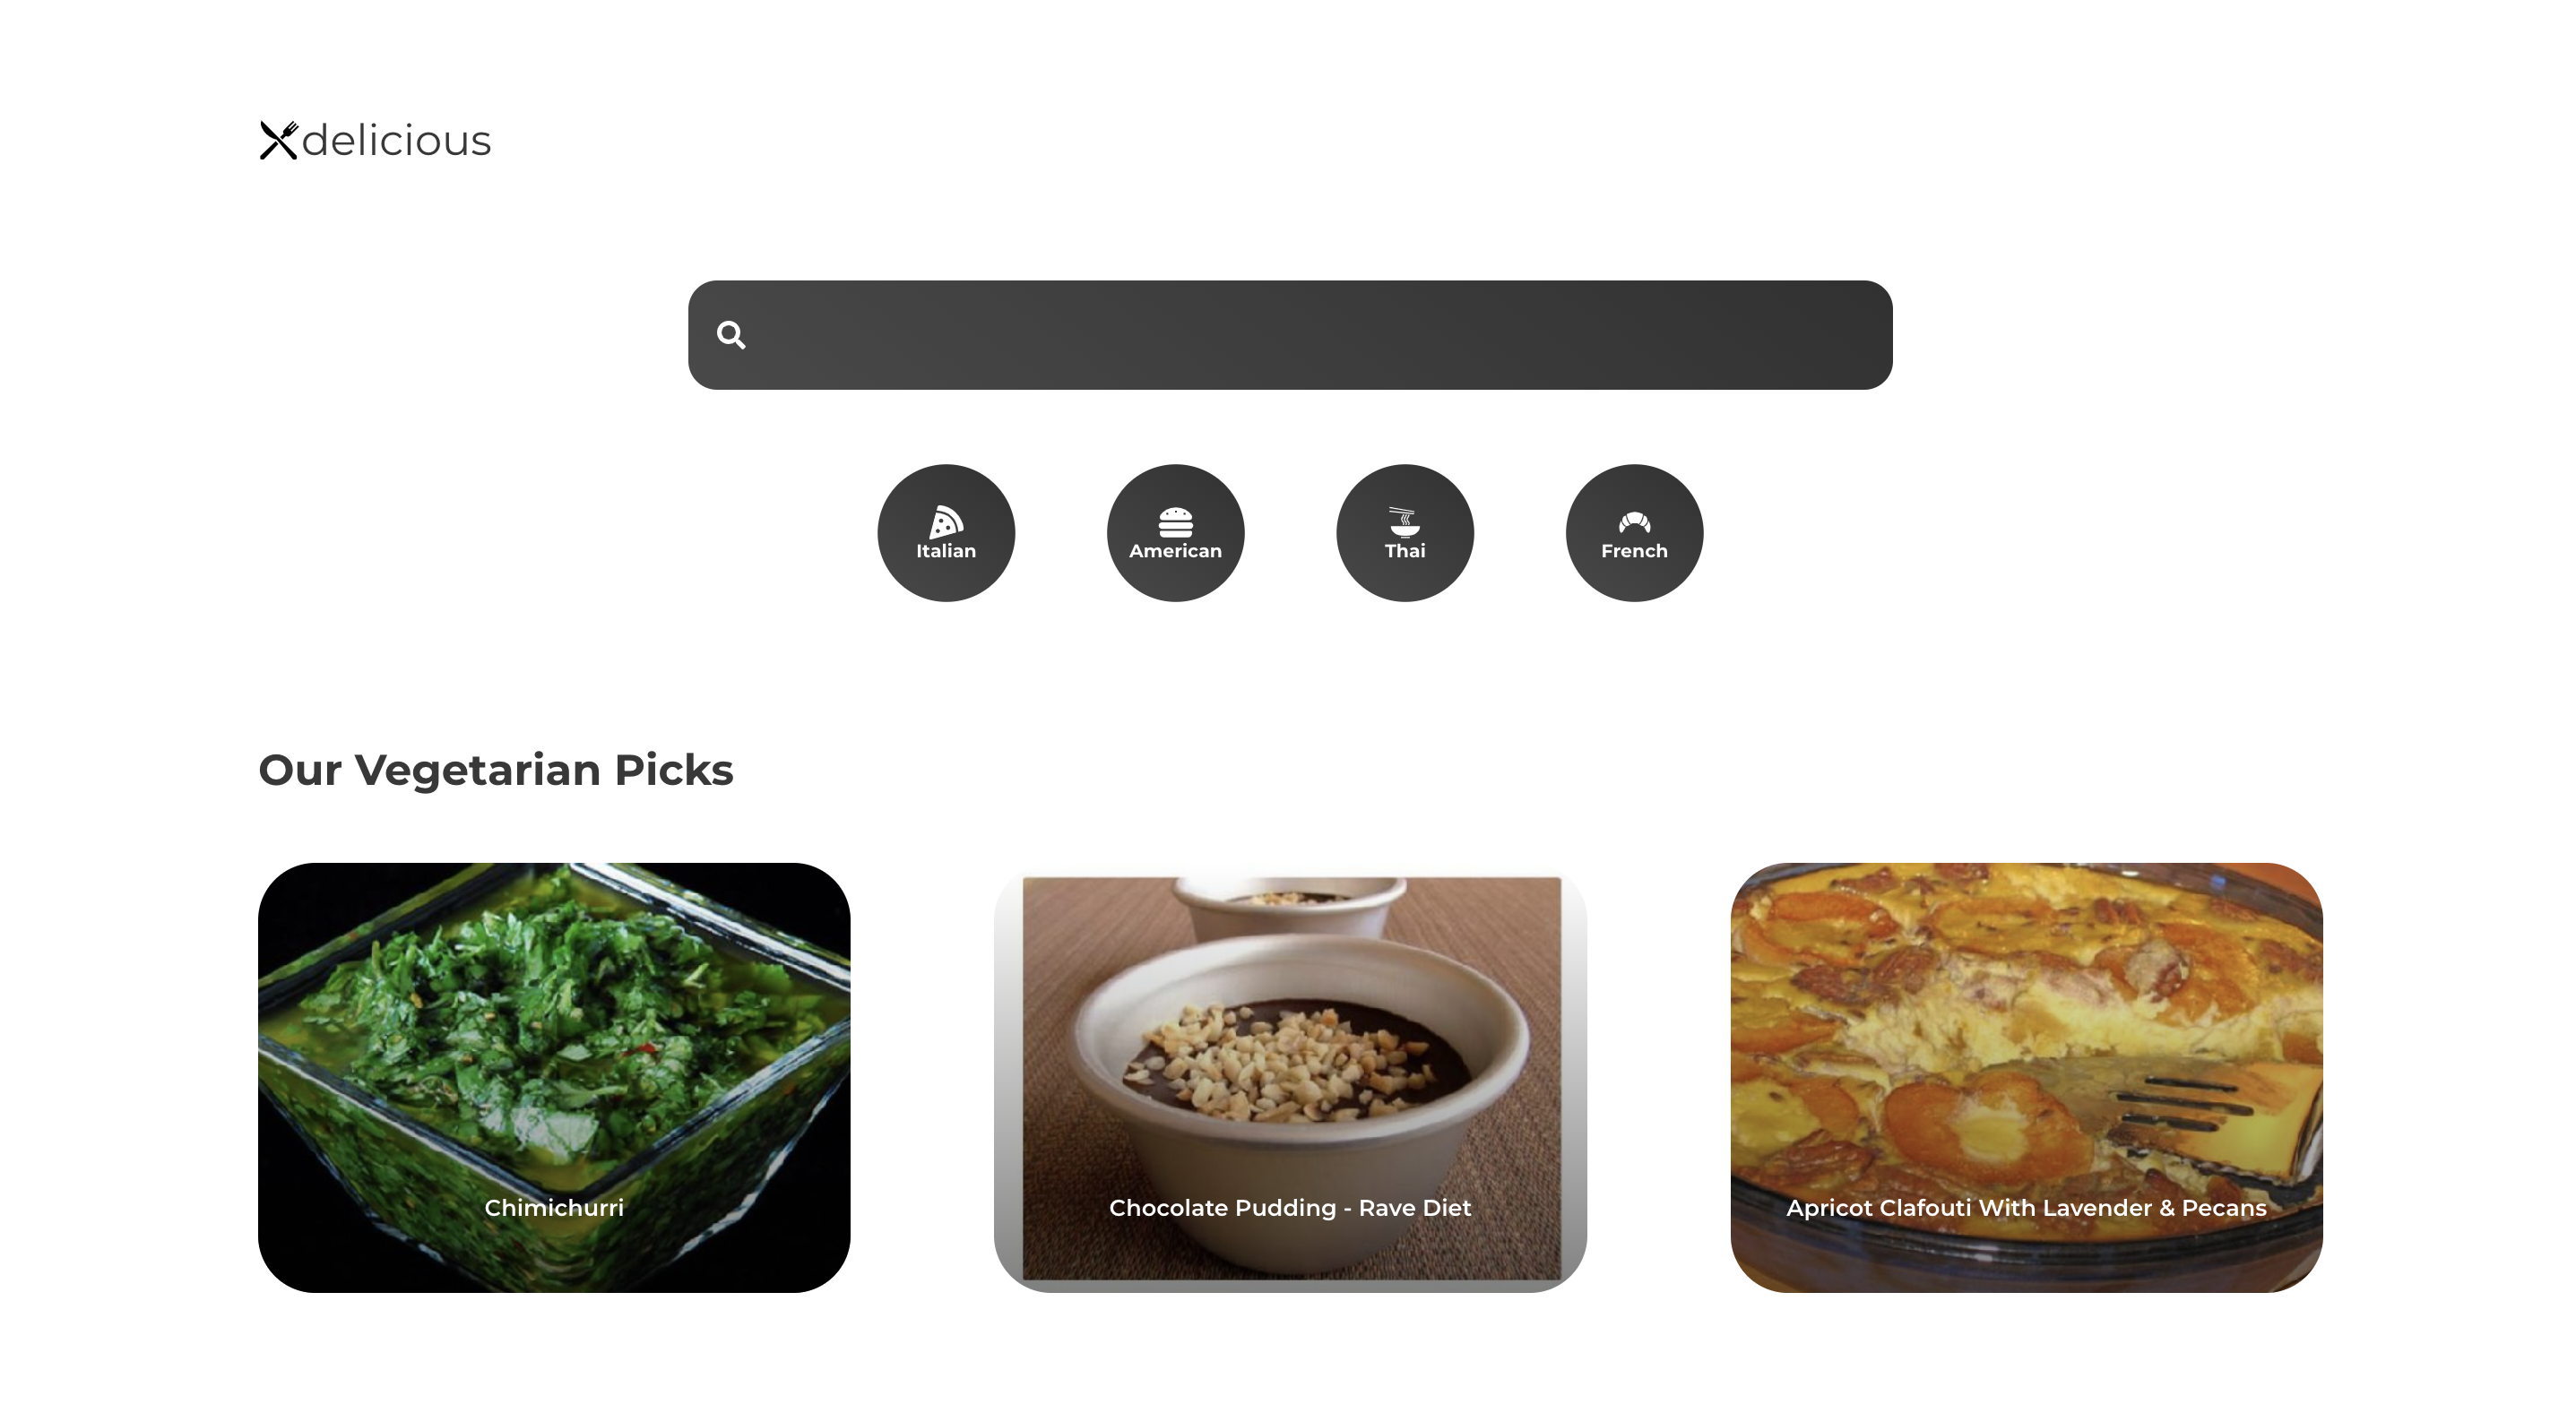 delicious
Italian
American
Thai
French
Our Vegetarian Picks
Chimichurri
Chocolate Pudding - Rave Diet
Apricot Clafouti With Lavender & Pecans